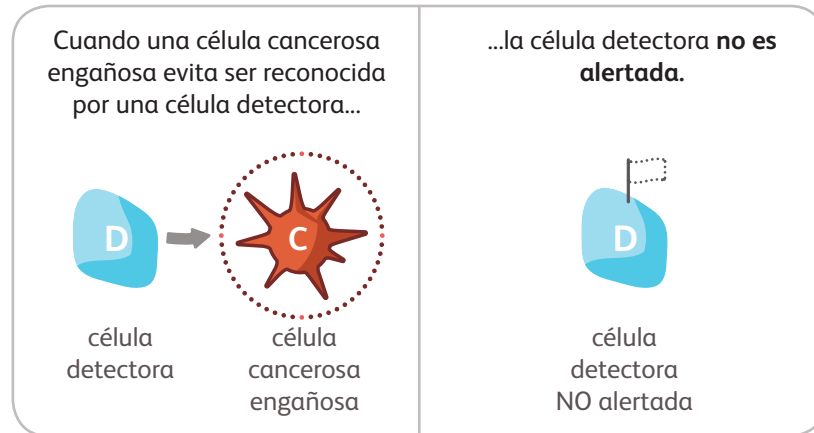 Cuando una célula cancerosa
engañosa evita ser reconocida
por una célula detectora...
D
C
célula
detectora
célula
cancerosa
engañosa
...la célula detectora no es
alertada.
D
célula
detectora
NO alertada